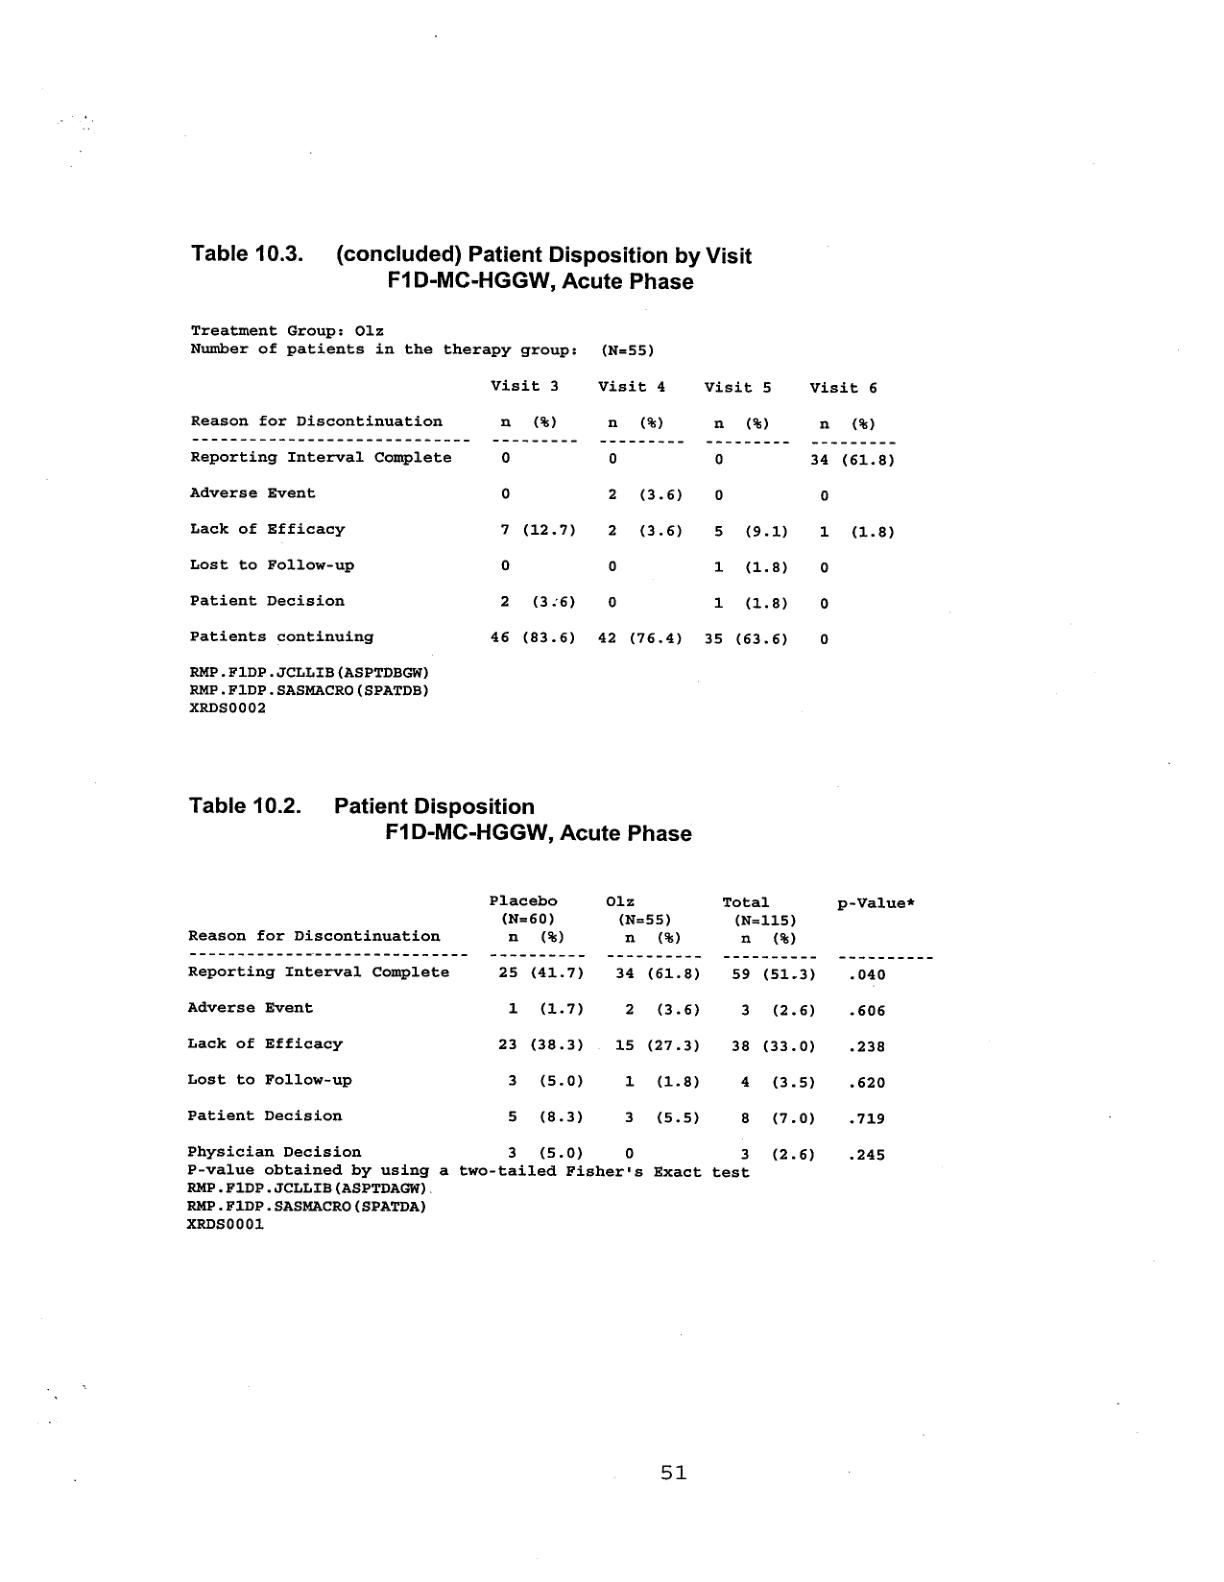 Table 10.3. (concluded) Patient Disposition by Visit
F1D-MC-HGGW, Acute Phase
Treatment Group: Olz
Number of patients in the therapy group: (N=55)
Visit 3 Visit 4 Visit 5 Visit 6
Reason for Discontinuation n (%) n (%) n (%) n (%)
Reporting Interval Complete 0 0 0 34 (61.8)
Adverse Event 0 2 (3.6) 0 0
Lack of Efficacy 7 (12.7) 2 (3.6) 5 (9.1) 1 (1.8)
Lost to Follow-up 0 0 1 (1.8) 0
Patient Decision 2 (3.6) 0 1 (1.8) 0
Patients continuing 46 (83.6) 42 (76.4) 35 (63.6) 0
RMP.F1DP.JCLLIB(ASPTDBGW)
RMP.F1DP.SASMACRO(SPATDB)
XRDS0002
Table 10.2. Patient Disposition
F1D-MC-HGGW, Acute Phase
Placebo Olz Total p-Value*
(N=60) (N=55) (N=115)
Reason for Discontinuation n (%) n (%) n (%)
Reporting Interval Complete 25 (41.7) 34 (61.8) 59 (51.3) .040
Adverse Event 1 (1.7) 2 (3.6) 3 (2.6) .606
Lack of Efficacy 23 (38.3) 15 (27.3) 38 (33.0) .238
Lost to Follow-up 3 (5.0) 1 (1.8) 4 (3.5) .620
Patient Decision 5 (8.3) 3 (5.5) 8 (7.0) .719
Physician Decision 3 (5.0) 0 3 (2.6) .245
P-value obtained by using a two-tailed Fisher's Exact test
RMP.F1DP.JCLLIB(ASPTDAGW)
RMP.F1DP.SASMACRO(SPATDA)
XRDS0001
51